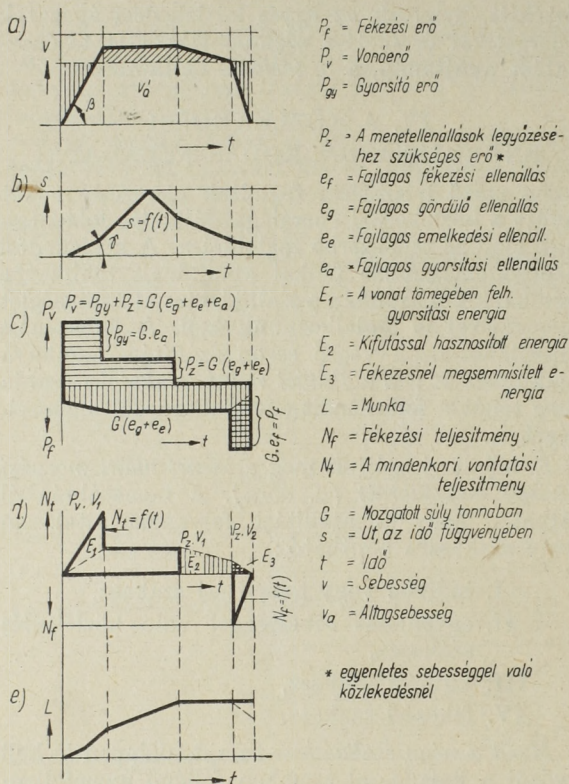 a)
v
β
v'a
t
b)
s
s=f(t)
γ
t
c)
Pv
Pv=Pgy+Pz=G(eg+ee+ea)
Pgy=G.ea
Pz=G(eg+ee)
G(eg+ee)
t
Pf
G.ef=Pf
d)
Nt
Pv.V1
Nt=f(t)
E1
Pz.V1
Pz.V2
E2
E3
t
Nf=f(t)
Nf
e)
L
t
Pf = Fékezési erő
Pv = Vonóerő
Pgy = Gyorsító erő
Pz = A menetellenállások legyőzésé-
hez szükséges erő *
ef = Fajlagos fékezési ellenállás
eg = Fajlagos gördülő ellenállás
ee = Fajlagos emelkedési ellenáll.
ea = Fajlagos gyorsítási ellenállás
E1 = A vonat tömegében felh.
gyorsítási energia
E2 = Kifutással hasznosított energia
E3 = Fékezésnél megsemmisített e-
nergia
L = Munka
Nf = Fékezési teljesítmény
Nt = A mindenkori vontatási
teljesítmény
G = Mozgatott súly tonnában
s = Út, az idő függvényében
t = Idő
v = Sebesség
va = Átlagsebesség
* egyenletes sebességgel való
közlekedésnél